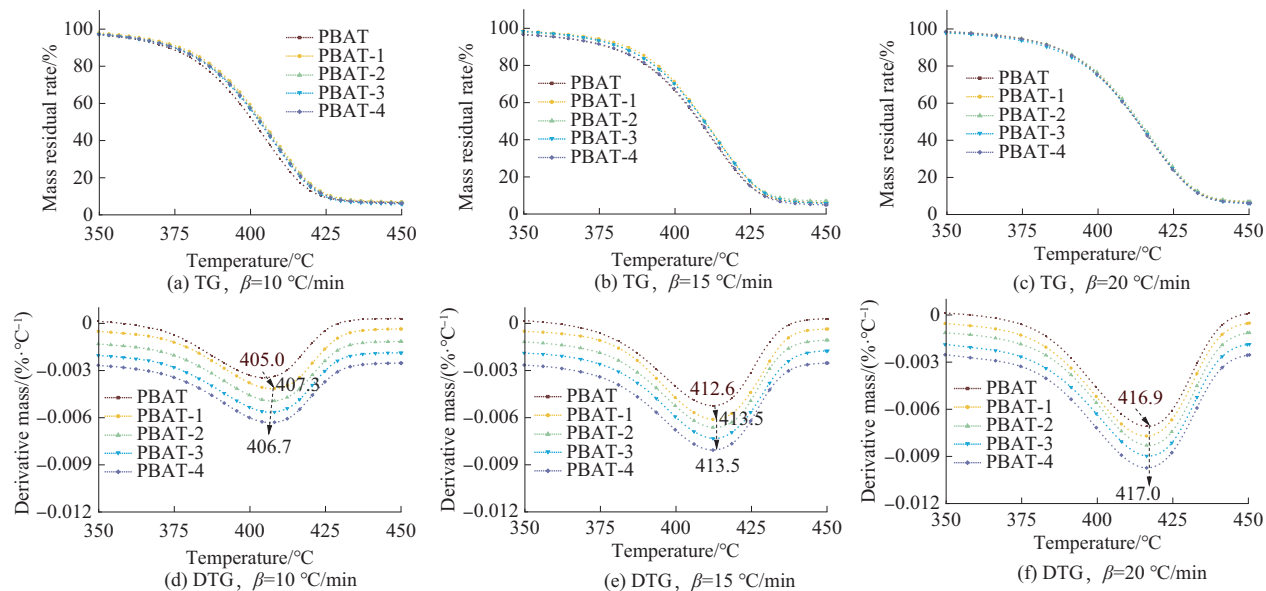 100
80
60
40
20
0
Mass residual rate/%
PBAT
PBAT-1
PBAT-2
PBAT-3
PBAT-4
350 375 400 425 450
Temperature/°C
(a) TG, β=10 °C/min
100
80
60
40
20
0
Mass residual rate/%
PBAT
PBAT-1
PBAT-2
PBAT-3
PBAT-4
350 375 400 425 450
Temperature/°C
(b) TG, β=15 °C/min
100
80
60
40
20
0
Mass residual rate/%
PBAT
PBAT-1
PBAT-2
PBAT-3
PBAT-4
350 375 400 425 450
Temperature/°C
(c) TG, β=20 °C/min
0
−0.003
−0.006
−0.009
−0.012
Derivative mass/(%·°C⁻¹)
405.0
407.3
406.7
PBAT
PBAT-1
PBAT-2
PBAT-3
PBAT-4
350 375 400 425 450
Temperature/°C
(d) DTG, β=10 °C/min
0
−0.003
−0.006
−0.009
−0.012
Derivative mass/(%·°C⁻¹)
412.6
413.5
413.5
PBAT
PBAT-1
PBAT-2
PBAT-3
PBAT-4
350 375 400 425 450
Temperature/°C
(e) DTG, β=15 °C/min
0
−0.003
−0.006
−0.009
−0.012
Derivative mass/(%·°C⁻¹)
416.9
417.0
PBAT
PBAT-1
PBAT-2
PBAT-3
PBAT-4
350 375 400 425 450
Temperature/°C
(f) DTG, β=20 °C/min